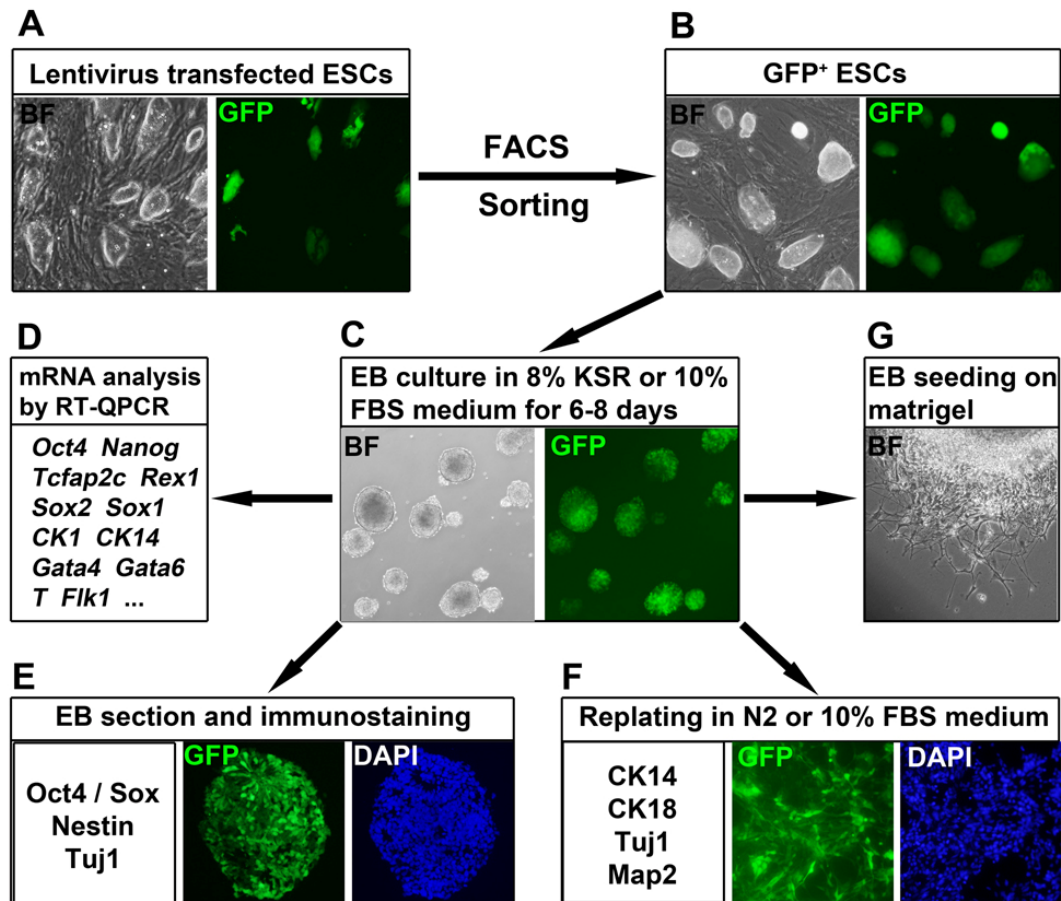 A
Lentivirus transfected ESCs
BF
GFP
FACS
Sorting
B
GFP⁺ ESCs
BF
GFP
D
mRNA analysis
by RT-QPCR
Oct4 Nanog
Tcfap2c Rex1
Sox2 Sox1
CK1 CK14
Gata4 Gata6
T Flk1 ...
C
EB culture in 8% KSR or 10%
FBS medium for 6-8 days
BF
GFP
G
EB seeding on
matrigel
BF
E
EB section and immunostaining
Oct4 / Sox
Nestin
Tuj1
GFP
DAPI
F
Replating in N2 or 10% FBS medium
CK14
CK18
Tuj1
Map2
GFP
DAPI